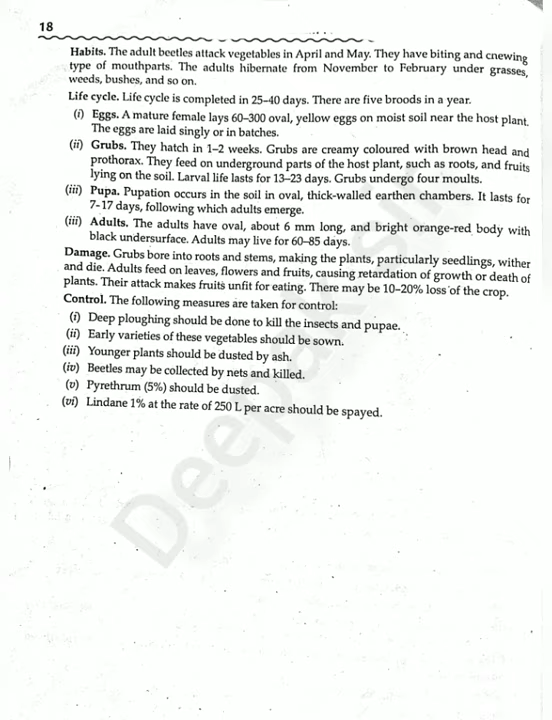 18
Habits. The adult beetles attack vegetables in April and May. They have biting and cnewing
type of mouthparts. The adults hibernate from November to February under grasses,
weeds, bushes, and so on.
Life cycle. Life cycle is completed in 25–40 days. There are five broods in a year.
(i) Eggs. A mature female lays 60–300 oval, yellow eggs on moist soil near the host plant.
The eggs are laid singly or in batches.
(ii) Grubs. They hatch in 1–2 weeks. Grubs are creamy coloured with brown head and
prothorax. They feed on underground parts of the host plant, such as roots, and fruits
lying on the soil. Larval life lasts for 13–23 days. Grubs undergo four moults.
(iii) Pupa. Pupation occurs in the soil in oval, thick-walled earthen chambers. It lasts for
7-17 days, following which adults emerge.
(iii) Adults. The adults have oval, about 6 mm long, and bright orange-red body with
black undersurface. Adults may live for 60–85 days.
Damage. Grubs bore into roots and stems, making the plants, particularly seedlings, wither
and die. Adults feed on leaves, flowers and fruits, causing retardation of growth or death of
plants. Their attack makes fruits unfit for eating. There may be 10–20% loss of the crop.
Control. The following measures are taken for control:
(i) Deep ploughing should be done to kill the insects and pupae.
(ii) Early varieties of these vegetables should be sown.
(iii) Younger plants should be dusted by ash.
(iv) Beetles may be collected by nets and killed.
(v) Pyrethrum (5%) should be dusted.
(vi) Lindane 1% at the rate of 250 L per acre should be spayed.
Deepak sir